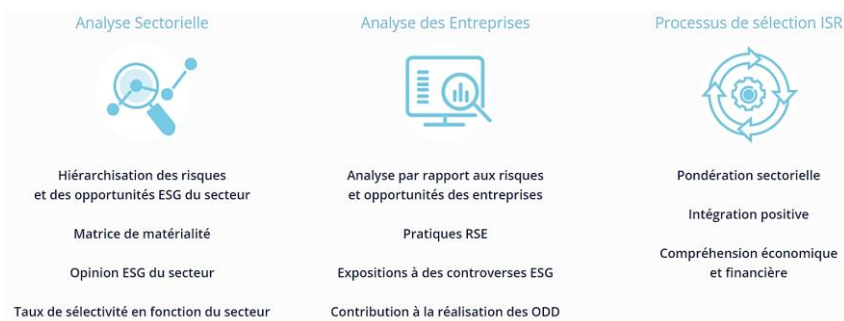 Analyse Sectorielle
Hiérarchisation des risques
et des opportunités ESG du secteur
Matrice de matérialité
Opinion ESG du secteur
Taux de sélectivité en fonction du secteur
Analyse des Entreprises
Analyse par rapport aux risques
et opportunités des entreprises
Pratiques RSE
Expositions à des controverses ESG
Contribution à la réalisation des ODD
Processus de sélection ISR
Pondération sectorielle
Intégration positive
Compréhension économique
et financière